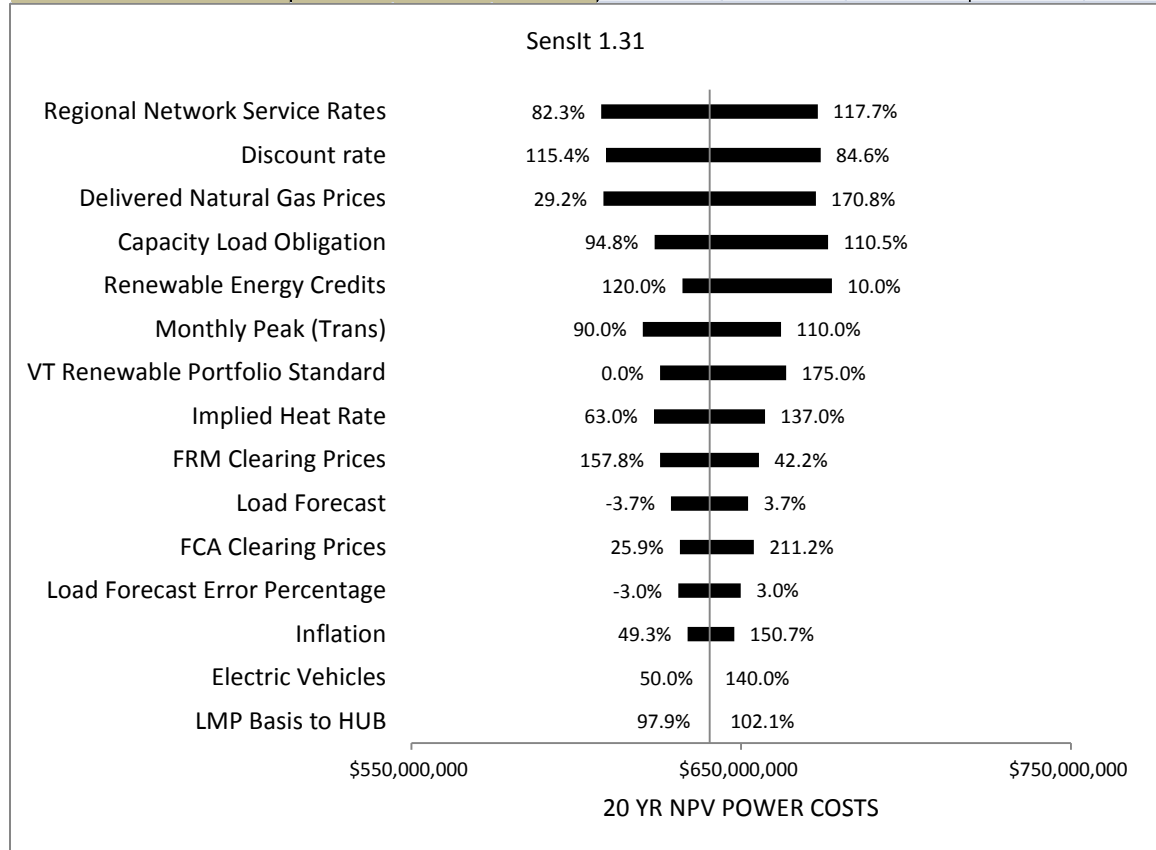 SensIt 1.31
Regional Network Service Rates 82.3% 117.7%
Discount rate 115.4% 84.6%
Delivered Natural Gas Prices 29.2% 170.8%
Capacity Load Obligation 94.8% 110.5%
Renewable Energy Credits 120.0% 10.0%
Monthly Peak (Trans) 90.0% 110.0%
VT Renewable Portfolio Standard 0.0% 175.0%
Implied Heat Rate 63.0% 137.0%
FRM Clearing Prices 157.8% 42.2%
Load Forecast -3.7% 3.7%
FCA Clearing Prices 25.9% 211.2%
Load Forecast Error Percentage -3.0% 3.0%
Inflation 49.3% 150.7%
Electric Vehicles 50.0% 140.0%
LMP Basis to HUB 97.9% 102.1%
$550,000,000 $650,000,000 $750,000,000
20 YR NPV POWER COSTS